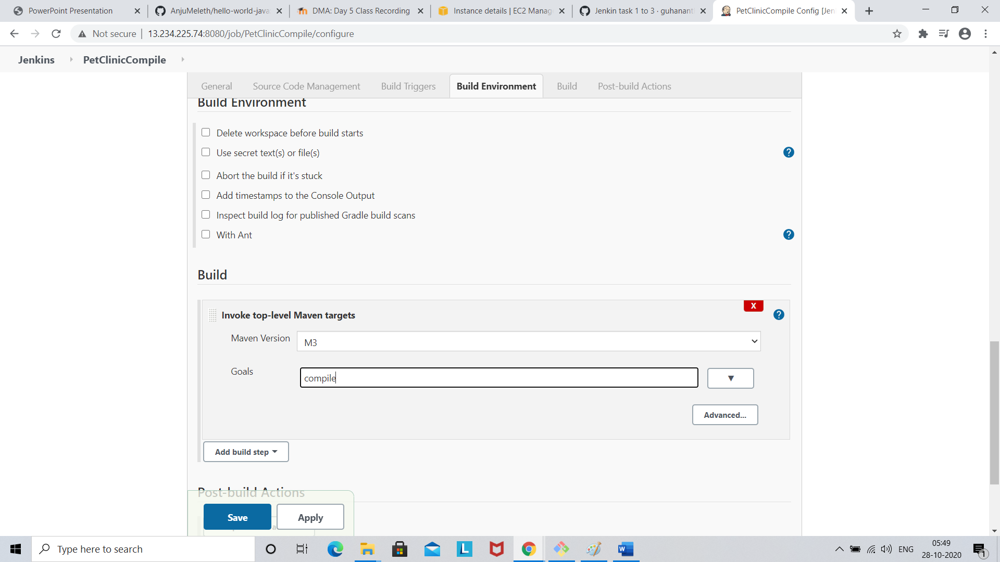 PowerPoint Presentation
AnjuMeleth/hello-world-java
DMA: Day 5 Class Recording
Instance details | EC2 Manag
Jenkin task 1 to 3 · guhanant
PetClinicCompile Config [Jen
Not secure
13.234.225.74:8080/job/PetClinicCompile/configure
Jenkins
PetClinicCompile
General
Source Code Management
Build Triggers
Build Environment
Build
Post-build Actions
Build Environment
Delete workspace before build starts
Use secret text(s) or file(s)
?
Abort the build if it's stuck
Add timestamps to the Console Output
Inspect build log for published Gradle build scans
With Ant
?
Build
X
Invoke top-level Maven targets
?
Maven Version
M3
Goals
compile
Advanced...
Add build step
Post-build Actions
Save
Apply
Type here to search
ENG
05:49
28-10-2020
1